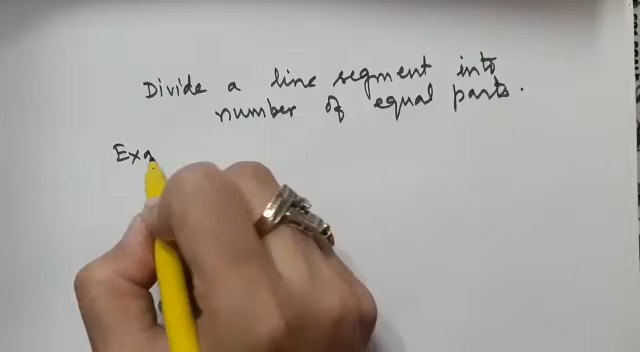 Divide a line segment into
number of equal parts.
Exa